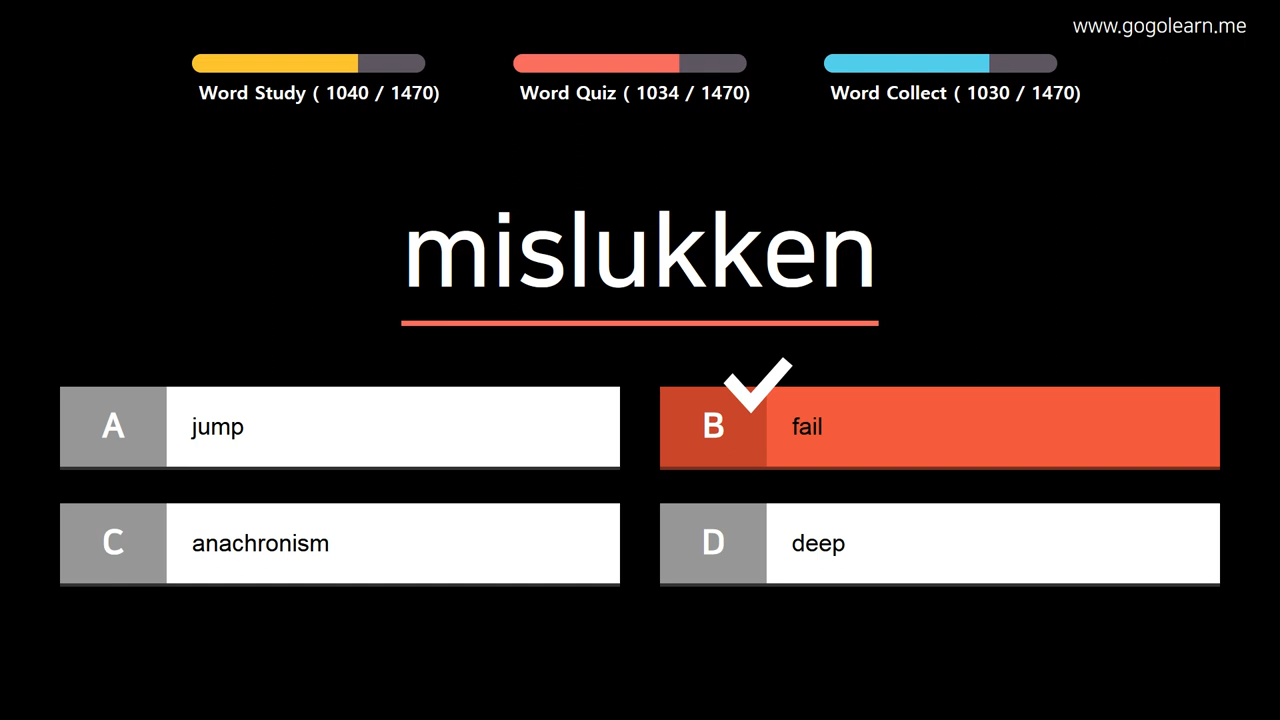 www.gogolearn.me
Word Study ( 1040 / 1470)
Word Quiz ( 1034 / 1470)
Word Collect ( 1030 / 1470)
mislukken
A jump
B fail
C anachronism
D deep